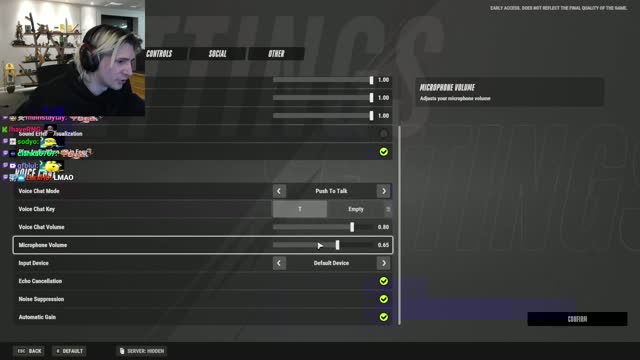 EARLY ACCESS. DOES NOT REFLECT THE FINAL QUALITY OF THE GAME.
CONTROLS
SOCIAL
OTHER
1.00
MICROPHONE VOLUME
1.00
Adjusts your microphone volume
1.00
sodyo:
LMAO
Voice Chat Mode
Push To Talk
Voice Chat Key
T
Empty
Voice Chat Volume
0.80
Microphone Volume
0.65
Input Device
Default Device
Echo Cancellation
Noise Suppression
Automatic Gain
CONFIRM
ESC BACK
DEFAULT
SERVER: HIDDEN